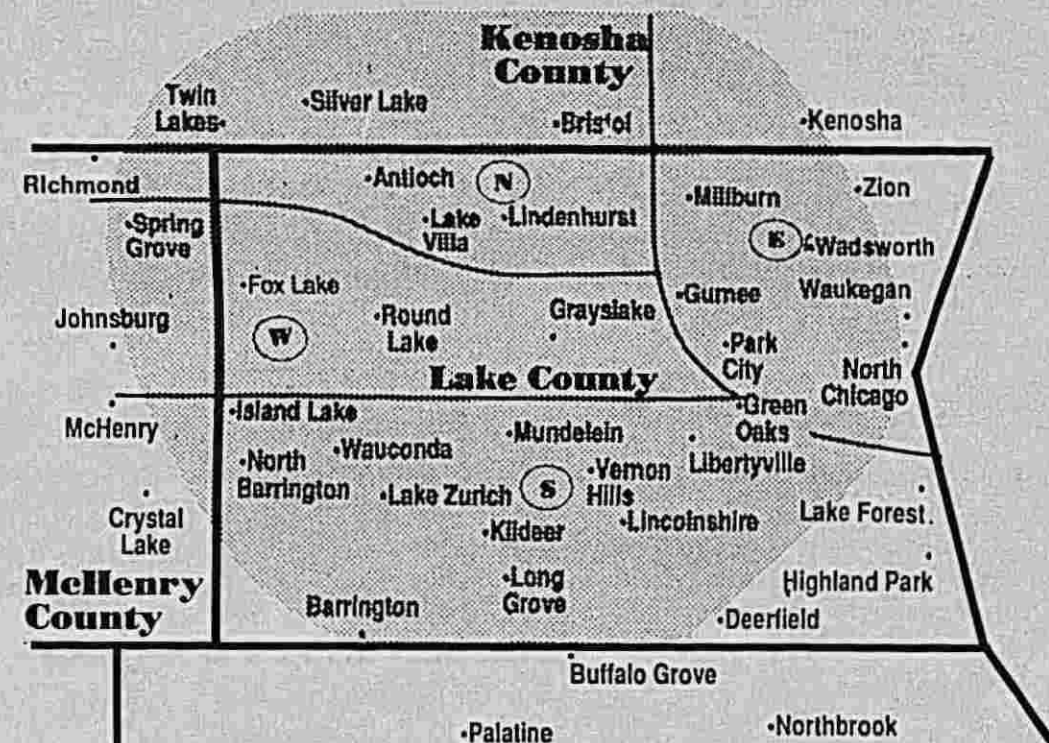 Kenosha
County
Twin
Lakes
Silver Lake
Bristol
Kenosha
Richmond
Antioch
N
Millburn
Zion
Spring
Grove
Lake
Villa
Lindenhurst
E
Wadsworth
Fox Lake
Gurnee
Waukegan
Johnsburg
W
Round
Lake
Grayslake
Park
City
North
Chicago
Lake County
Island Lake
Green
Oaks
McHenry
Mundelein
Wauconda
North
Barrington
Lake Zurich
S
Vernon
Hills
Libertyville
Crystal
Lake
Kildeer
Lincolnshire
Lake Forest
McHenry
County
Long
Grove
Highland Park
Barrington
Deerfield
Buffalo Grove
Palatine
Northbrook